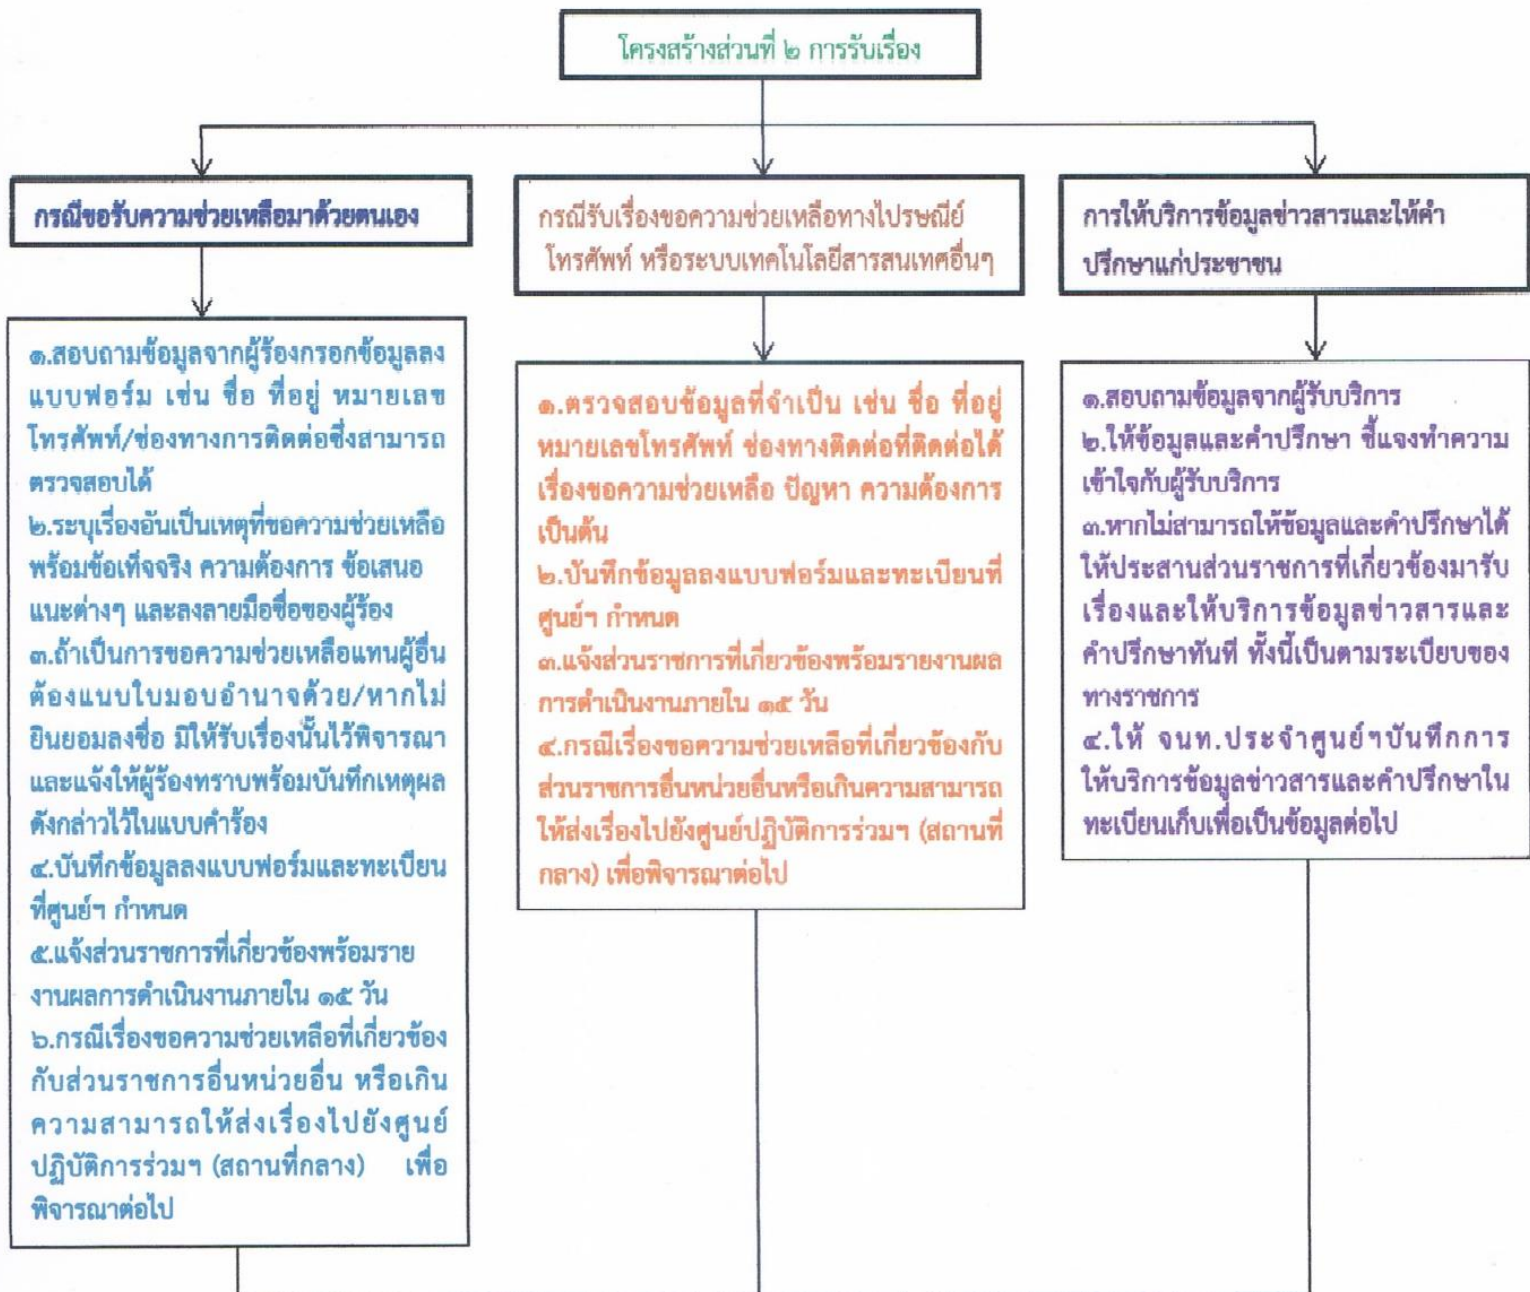 โครงสร้างส่วนที่ ๒ การรับเรื่อง
กรณีขอรับความช่วยเหลือมาด้วยตนเอง
๑.สอบถามข้อมูลจากผู้ร้องกรอกข้อมูลลง
แบบฟอร์ม เช่น ชื่อ ที่อยู่ หมายเลข
โทรศัพท์/ช่องทางการติดต่อซึ่งสามารถ
ตรวจสอบได้
๒.ระบุเรื่องอันเป็นเหตุที่ขอความช่วยเหลือ
พร้อมข้อเท็จจริง ความต้องการ ข้อเสนอ
แนะต่างๆ และลงลายมือชื่อของผู้ร้อง
๓.ถ้าเป็นการขอความช่วยเหลือแทนผู้อื่น
ต้องแนบใบมอบอำนาจด้วย/หากไม่
ยินยอมลงชื่อ มิให้รับเรื่องนั้นไว้พิจารณา
และแจ้งให้ผู้ร้องทราบพร้อมบันทึกเหตุผล
ดังกล่าวไว้ในแบบคำร้อง
๔.บันทึกข้อมูลลงแบบฟอร์มและทะเบียน
ที่ศูนย์ฯ กำหนด
๕.แจ้งส่วนราชการที่เกี่ยวข้องพร้อมราย
งานผลการดำเนินงานภายใน ๑๕ วัน
๖.กรณีเรื่องขอความช่วยเหลือที่เกี่ยวข้อง
กับส่วนราชการอื่นหน่วยอื่น หรือเกิน
ความสามารถให้ส่งเรื่องไปยังศูนย์
ปฏิบัติการร่วมฯ (สถานที่กลาง) เพื่อ
พิจารณาต่อไป
กรณีรับเรื่องขอความช่วยเหลือทางไปรษณีย์
โทรศัพท์ หรือระบบเทคโนโลยีสารสนเทศอื่นๆ
๑.ตรวจสอบข้อมูลที่จำเป็น เช่น ชื่อ ที่อยู่
หมายเลขโทรศัพท์ ช่องทางติดต่อที่ติดต่อได้
เรื่องขอความช่วยเหลือ ปัญหา ความต้องการ
เป็นต้น
๒.บันทึกข้อมูลลงแบบฟอร์มและทะเบียนที่
ศูนย์ฯ กำหนด
๓.แจ้งส่วนราชการที่เกี่ยวข้องพร้อมรายงานผล
การดำเนินงานภายใน ๑๕ วัน
๔.กรณีเรื่องขอความช่วยเหลือที่เกี่ยวข้องกับ
ส่วนราชการอื่นหน่วยอื่นหรือเกินความสามารถ
ให้ส่งเรื่องไปยังศูนย์ปฏิบัติการร่วมฯ (สถานที่
กลาง) เพื่อพิจารณาต่อไป
การให้บริการข้อมูลข่าวสารและให้คำ
ปรึกษาแก่ประชาชน
๑.สอบถามข้อมูลจากผู้รับบริการ
๒.ให้ข้อมูลและคำปรึกษา ชี้แจงทำความ
เข้าใจกับผู้รับบริการ
๓.หากไม่สามารถให้ข้อมูลและคำปรึกษาได้
ให้ประสานส่วนราชการที่เกี่ยวข้องมารับ
เรื่องและให้บริการข้อมูลข่าวสารและ
คำปรึกษาทันที ทั้งนี้เป็นตามระเบียบของ
ทางราชการ
๔.ให้ จนท.ประจำศูนย์ฯบันทึกการ
ให้บริการข้อมูลข่าวสารและคำปรึกษาใน
ทะเบียนเก็บเพื่อเป็นข้อมูลต่อไป